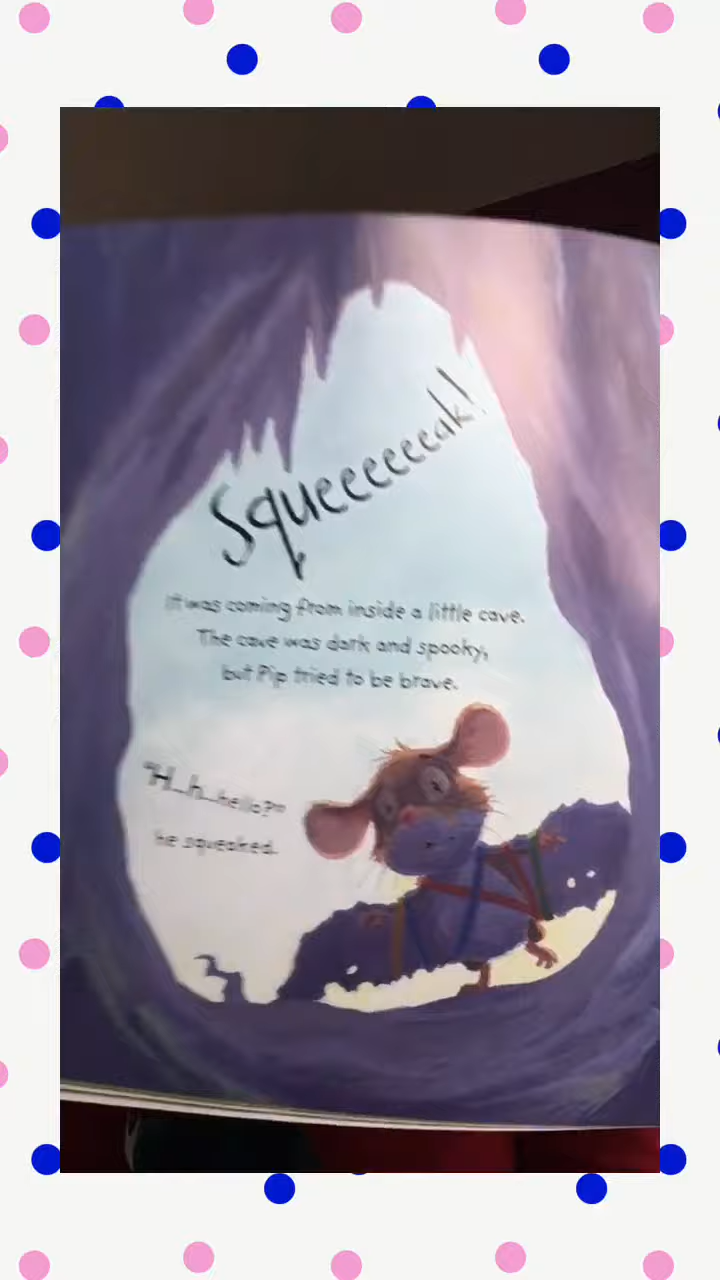 Squeeeeeeak!
It was coming from inside a little cave.
The cave was dark and spooky,
but Pip tried to be brave.
"H...h...hello?"
he squeaked.